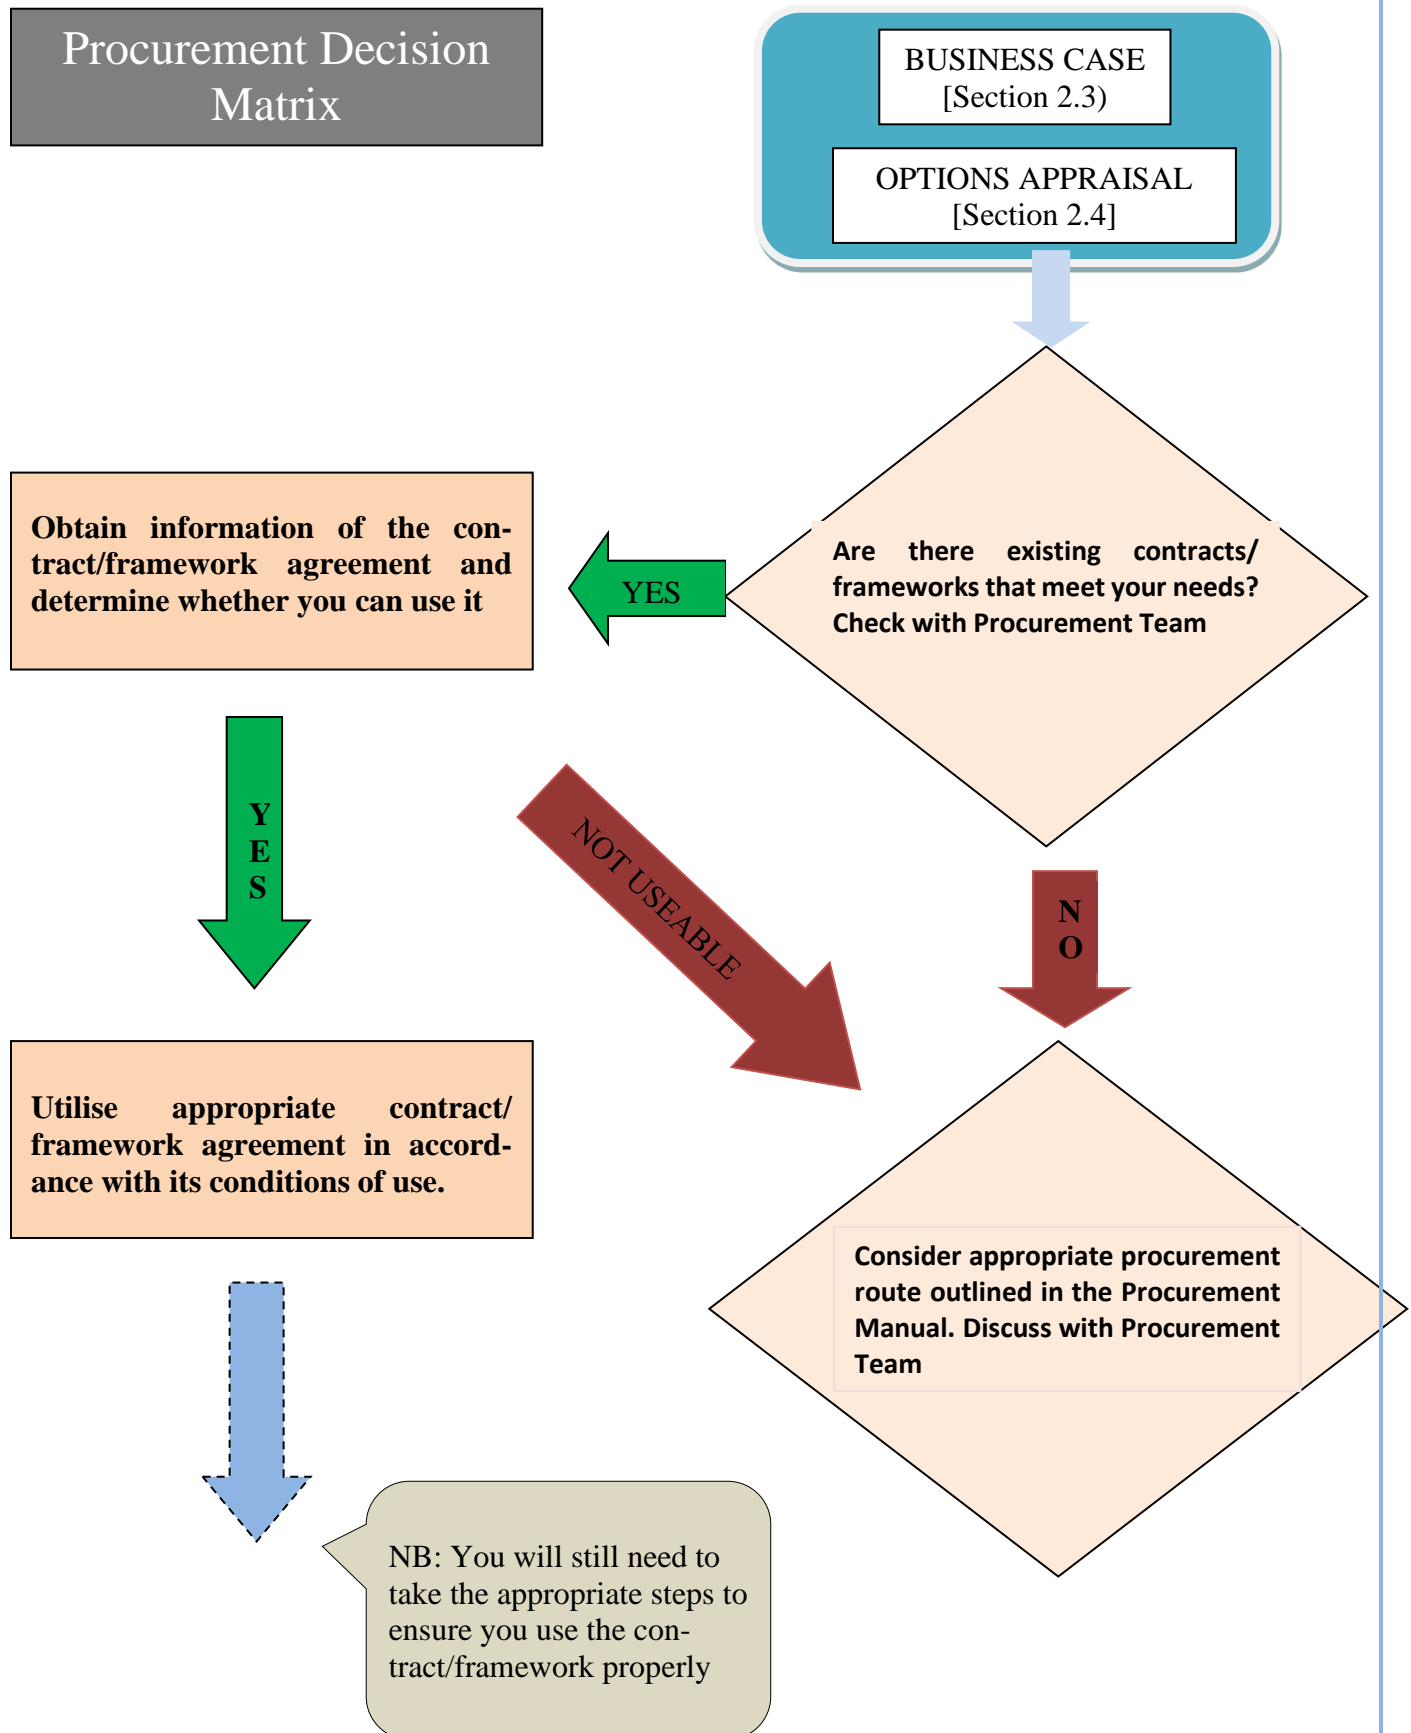 Procurement Decision
Matrix
BUSINESS CASE
[Section 2.3)
OPTIONS APPRAISAL
[Section 2.4]
Are there existing contracts/
frameworks that meet your needs?
Check with Procurement Team
YES
Obtain information of the con-
tract/framework agreement and
determine whether you can use it
Y
E
S
NOT USEABLE
N
O
Utilise appropriate contract/
framework agreement in accord-
ance with its conditions of use.
Consider appropriate procurement
route outlined in the Procurement
Manual. Discuss with Procurement
Team
NB: You will still need to
take the appropriate steps to
ensure you use the con-
tract/framework properly